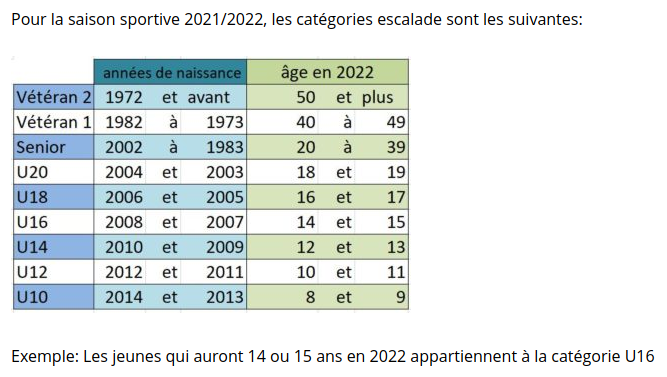 Pour la saison sportive 2021/2022, les catégories escalade sont les suivantes:
années de naissance âge en 2022
Vétéran 2 1972 et avant 50 et plus
Vétéran 1 1982 à 1973 40 à 49
Senior 2002 à 1983 20 à 39
U20 2004 et 2003 18 et 19
U18 2006 et 2005 16 et 17
U16 2008 et 2007 14 et 15
U14 2010 et 2009 12 et 13
U12 2012 et 2011 10 et 11
U10 2014 et 2013 8 et 9
Exemple: Les jeunes qui auront 14 ou 15 ans en 2022 appartiennent à la catégorie U16